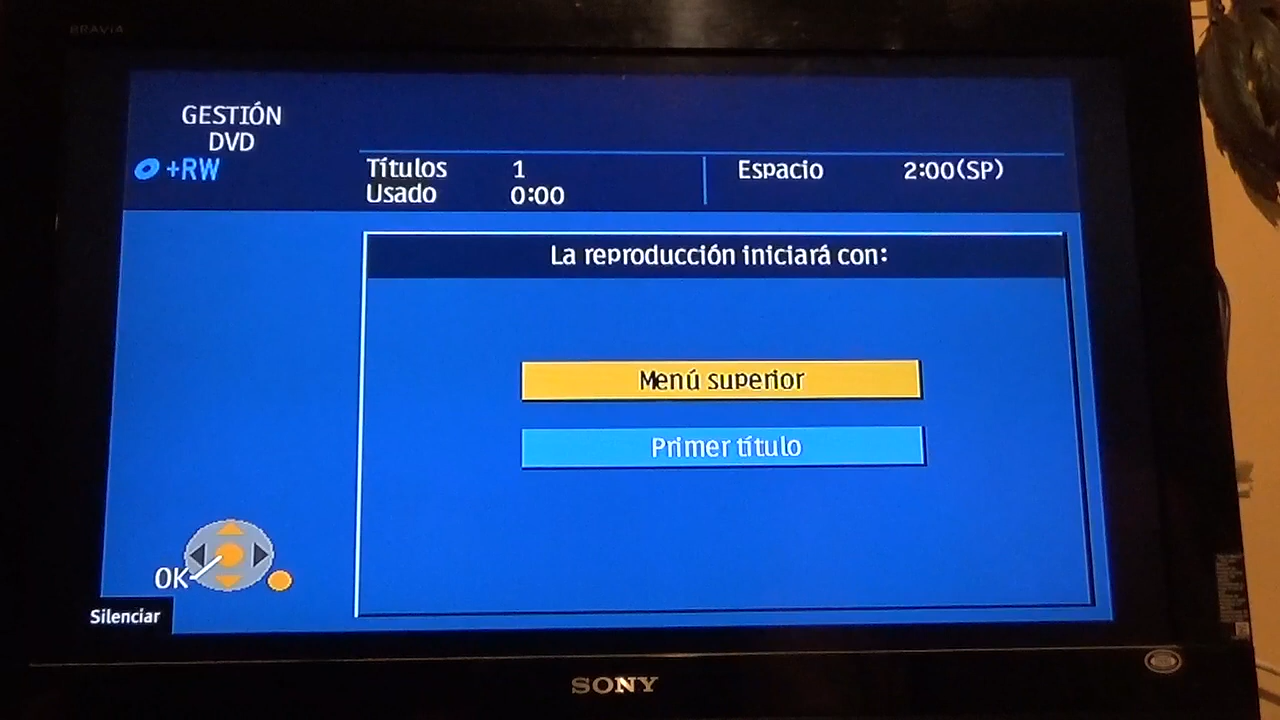 BRAVIA
GESTIÓN
DVD
+RW
Títulos 1 Espacio 2:00(SP)
Usado 0:00
La reproducción iniciará con:
Menú superior
Primer título
OK
Silenciar
SONY